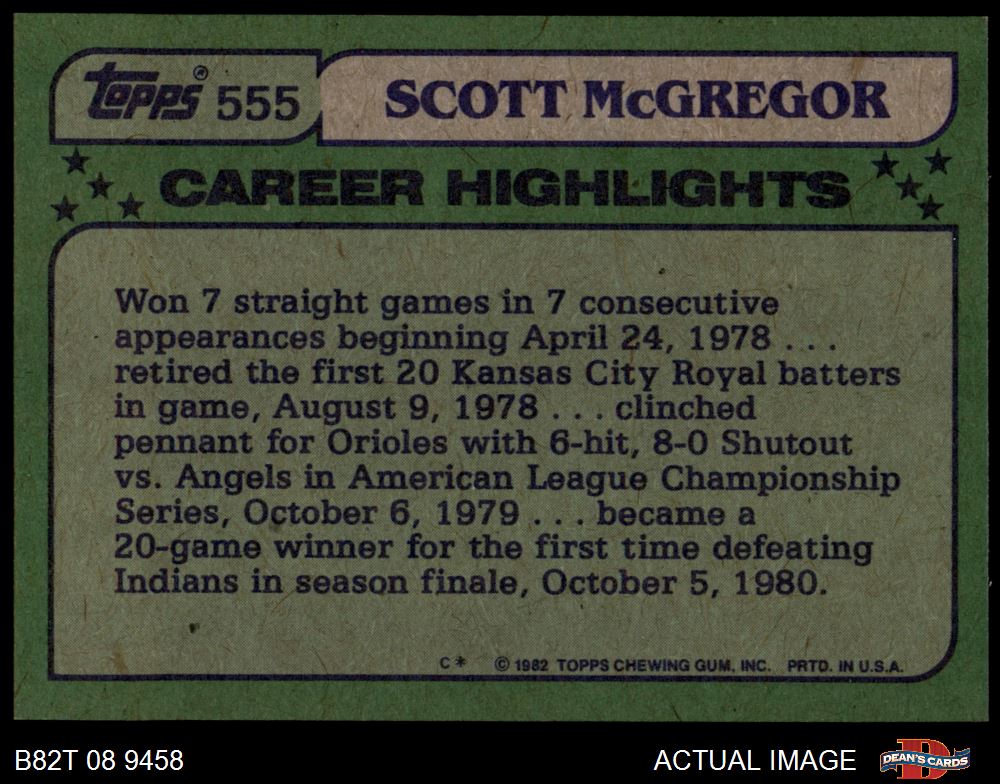 Topps® 555 SCOTT McGREGOR
CAREER HIGHLIGHTS
Won 7 straight games in 7 consecutive
appearances beginning April 24, 1978 . . .
retired the first 20 Kansas City Royal batters
in game, August 9, 1978 . . . clinched
pennant for Orioles with 6-hit, 8-0 Shutout
vs. Angels in American League Championship
Series, October 6, 1979 . . . became a
20-game winner for the first time defeating
Indians in season finale, October 5, 1980.
C* © 1982 TOPPS CHEWING GUM, INC. PRTD. IN U.S.A.
B82T 08 9458 ACTUAL IMAGE D DEAN'S CARDS